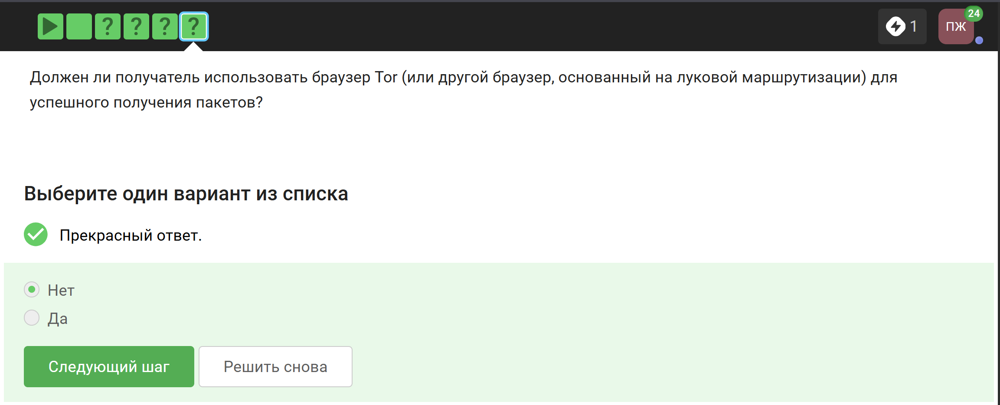 ? ? ? ?
1
ПЖ
24
Должен ли получатель использовать браузер Tor (или другой браузер, основанный на луковой маршрутизации) для
успешного получения пакетов?
Выберите один вариант из списка
Прекрасный ответ.
Нет
Да
Следующий шаг
Решить снова